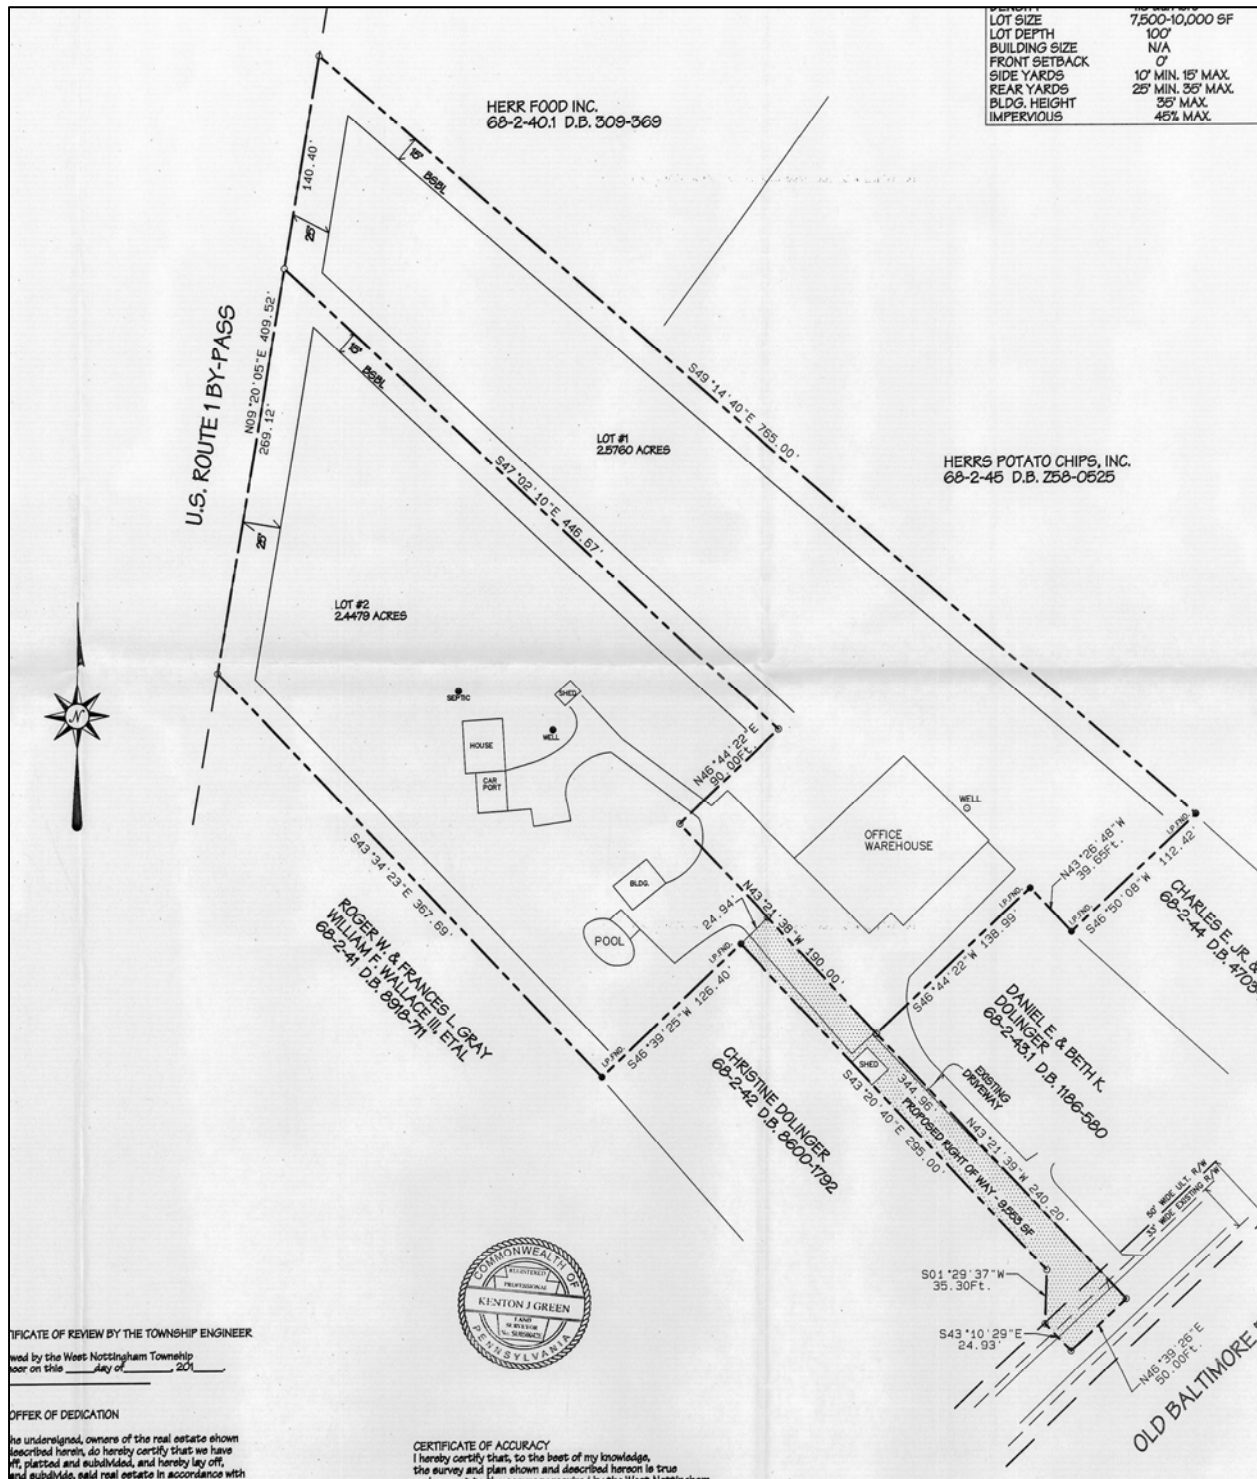 LOT SIZE 7,500-10,000 SF
LOT DEPTH 100'
BUILDING SIZE N/A
FRONT SETBACK 0'
SIDE YARDS 10' MIN. 15' MAX.
REAR YARDS 25' MIN. 35' MAX.
BLDG. HEIGHT 35' MAX.
IMPERVIOUS 45% MAX.
HERR FOOD INC.
68-2-40.1 D.B. 309-369
15'
BSBL
140.40'
25'
U.S. ROUTE 1 BY-PASS
N09°20'05"E 409.52'
269.12'
15'
BSBL
S49°14'40"E 765.00'
LOT #1
2.5760 ACRES
S47°02'10"E 446.67'
HERRS POTATO CHIPS, INC.
68-2-45 D.B. Z58-0525
25'
LOT #2
2.4479 ACRES
N
SEPTIC
SHED
WELL
HOUSE
CAR
PORT
N46°44'22"E
90.00Ft.
WELL
OFFICE
WAREHOUSE
I.P.FND.
N43°26'48"W
39.65Ft.
S46°50'08"W 112.42'
I.P.FND.
I.P.FND.
CHARLES E. JR. &
68-2-44 D.B. 4703
S43°34'23"E 367.69'
ROGER W. & FRANCES L. GRAY
WILLIAM F. WALLACE III, ETAL
68-2-41 D.B. 8918-711
BLDG.
POOL
24.94'
N43°21'38"W 190.00'
I.P.FND.
S46°39'25"W 126.40'
I.P.FND.
S46°44'22"W 138.99'
DANIEL E. & BETH K.
DOLINGER
68-2-43.1 D.B. 1186-580
CHRISTINE DOLINGER
68-2-42 D.B. 8600-1792
SHED
EXISTING
DRIVEWAY
344.96'
PROPOSED RIGHT OF WAY - 9,553 SF
N43°21'39"W 240.20'
S43°20'40"E 295.00'
50' WIDE ULT. R/W
33' WIDE EXISTING R/W
S01°29'37"W
35.30Ft.
S43°10'29"E
24.93'
N46°39'26"E
50.00Ft.
OLD BALTIMORE
COMMONWEALTH OF
REGISTERED
PROFESSIONAL
KENTON J GREEN
LAND
SURVEYOR
PENNSYLVANIA
TIFICATE OF REVIEW BY THE TOWNSHIP ENGINEER
wed by the West Nottingham Township
on this ____day of________, 201____.
OFFER OF DEDICATION
he undersigned, owners of the real estate shown
described herein, do hereby certify that we have
ff, platted and subdivided, and hereby lay off,
and subdivide, said real estate in accordance with
CERTIFICATE OF ACCURACY
I hereby certify that, to the best of my knowledge,
the survey and plan shown and described hereon is true